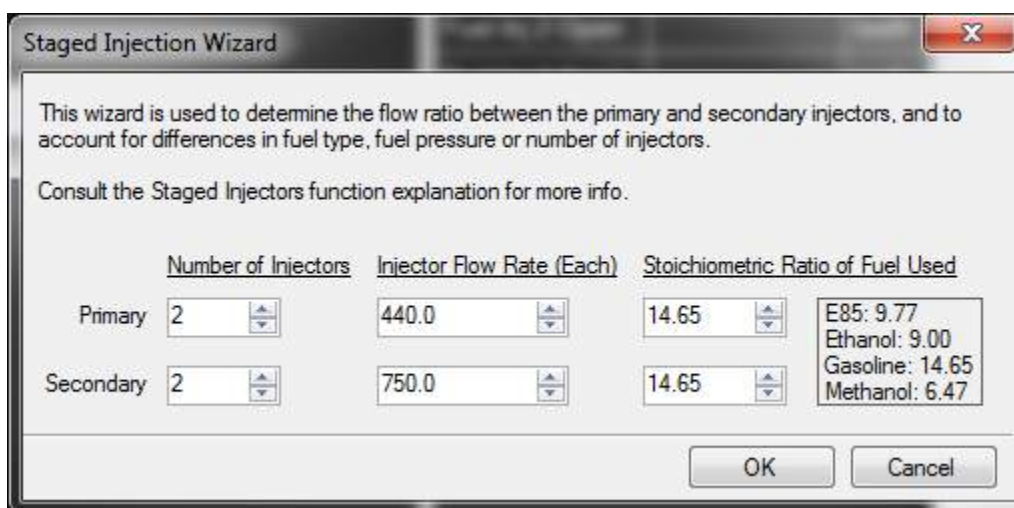 Staged Injection Wizard
This wizard is used to determine the flow ratio between the primary and secondary injectors, and to
account for differences in fuel type, fuel pressure or number of injectors.
Consult the Staged Injectors function explanation for more info.
Number of Injectors Injector Flow Rate (Each) Stoichiometric Ratio of Fuel Used
Primary 2 440.0 14.65
Secondary 2 750.0 14.65
E85: 9.77
Ethanol: 9.00
Gasoline: 14.65
Methanol: 6.47
OK Cancel